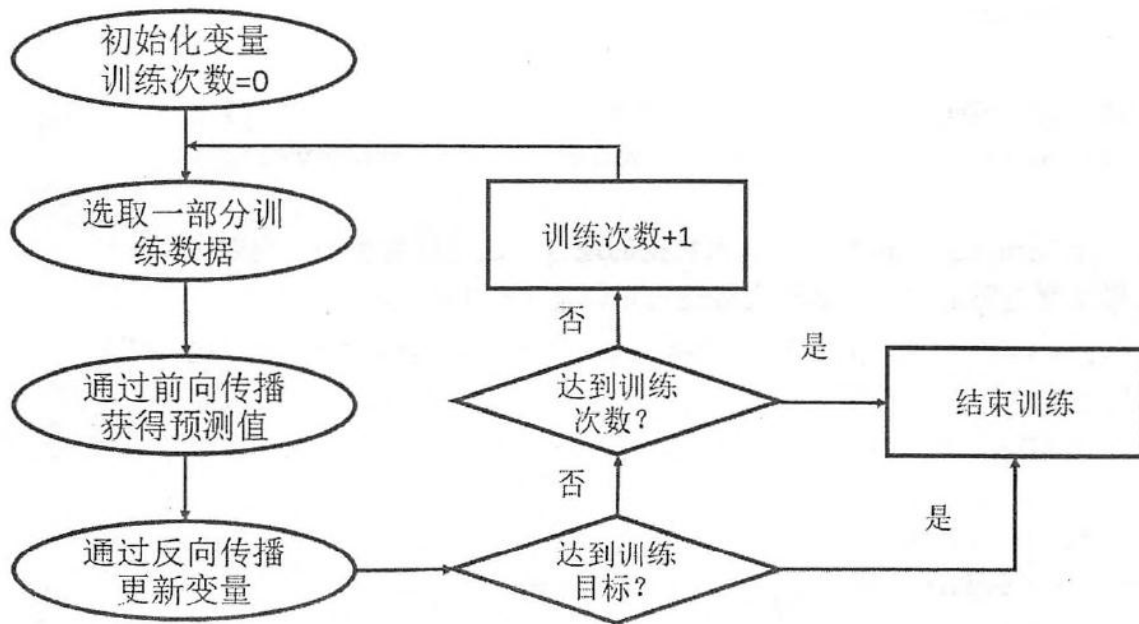 初始化变量
训练次数=0
选取一部分训
练数据
通过前向传播
获得预测值
通过反向传播
更新变量
达到训练
目标?
是
否
达到训练
次数?
是
否
训练次数+1
结束训练